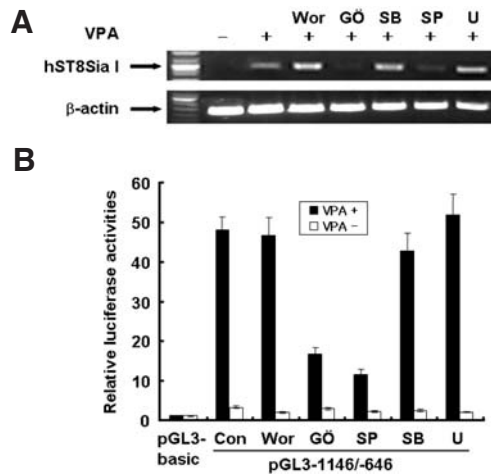 A
Wor GÖ SB SP U
VPA – + + + + + +
hST8Sia I
β-actin
B
Relative luciferase activities
60
50
40
30
20
10
0
VPA +
VPA –
pGL3-basic Con Wor GÖ SP SB U
pGL3-1146/-646